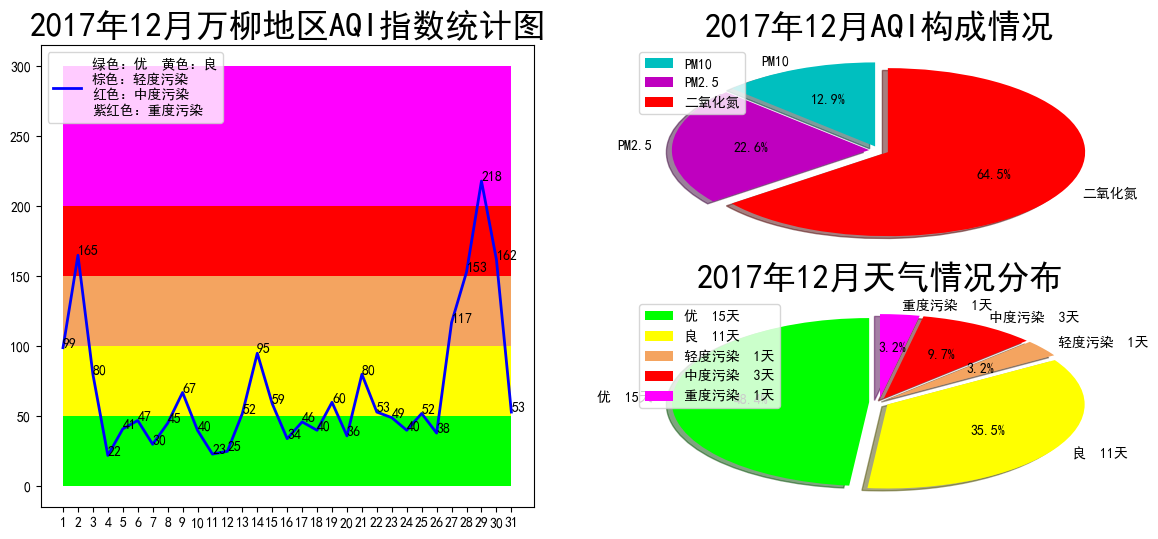 2017年12月万柳地区AQI指数统计图
绿色：优  黄色：良
棕色：轻度污染
红色：中度污染
紫红色：重度污染
300
250
200
150
100
50
0
99
165
80
22
41
47
30
45
67
40
23
25
52
95
59
34
46
40
60
36
80
53
49
40
52
38
117
153
218
162
53
1 2 3 4 5 6 7 8 9 10 11 12 13 14 15 16 17 18 19 20 21 22 23 24 25 26 27 28 29 30 31
2017年12月AQI构成情况
PM10
PM2.5
二氧化氮
PM10
12.9%
PM2.5
22.6%
64.5%
二氧化氮
2017年12月天气情况分布
优  15天
良  11天
轻度污染  1天
中度污染  3天
重度污染  1天
重度污染  1天
中度污染  3天
轻度污染  1天
3.2%
9.7%
3.2%
优  15
35.5%
良  11天